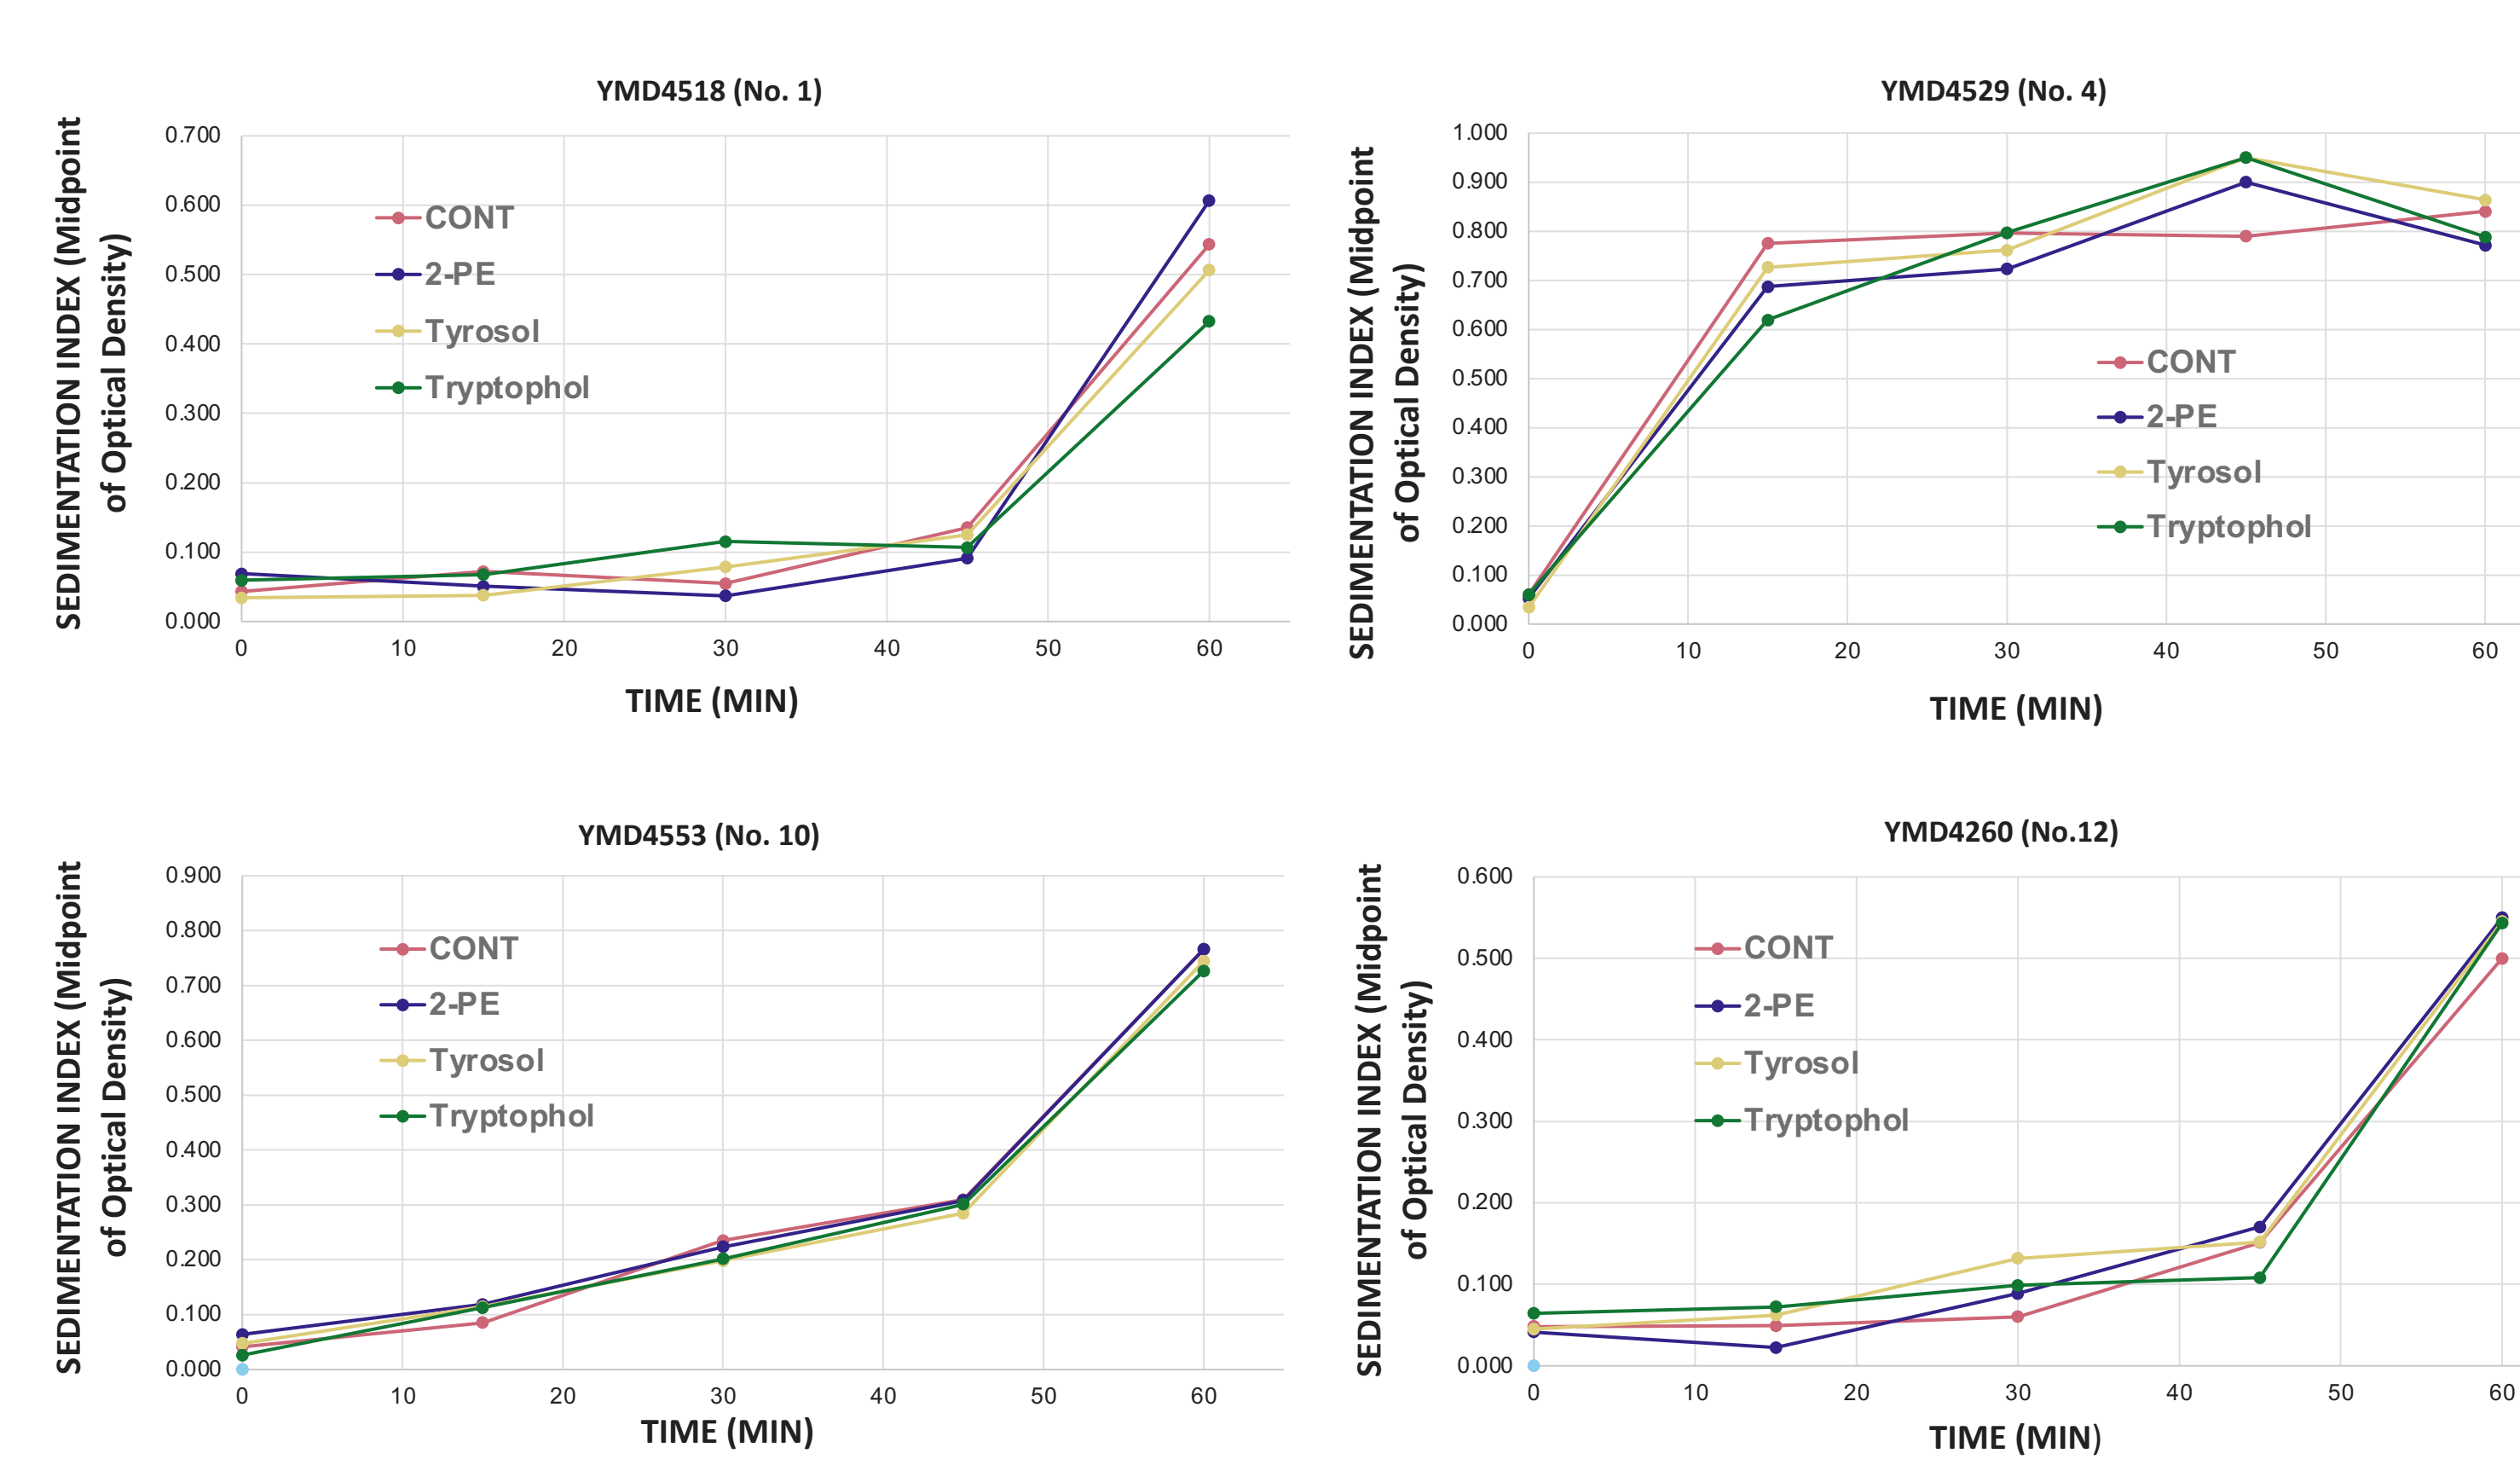 YMD4518 (No. 1)
SEDIMENTATION INDEX (Midpoint
of Optical Density)
0.700
0.600
0.500
0.400
0.300
0.200
0.100
0.000
CONT
2-PE
Tyrosol
Tryptophol
0 10 20 30 40 50 60
TIME (MIN)
YMD4529 (No. 4)
SEDIMENTATION INDEX (Midpoint
of Optical Density)
1.000
0.900
0.800
0.700
0.600
0.500
0.400
0.300
0.200
0.100
0.000
CONT
2-PE
Tyrosol
Tryptophol
0 10 20 30 40 50 60
TIME (MIN)
YMD4553 (No. 10)
SEDIMENTATION INDEX (Midpoint
of Optical Density)
0.900
0.800
0.700
0.600
0.500
0.400
0.300
0.200
0.100
0.000
CONT
2-PE
Tyrosol
Tryptophol
0 10 20 30 40 50 60
TIME (MIN)
YMD4260 (No.12)
SEDIMENTATION INDEX (Midpoint
of Optical Density)
0.600
0.500
0.400
0.300
0.200
0.100
0.000
CONT
2-PE
Tyrosol
Tryptophol
0 10 20 30 40 50 60
TIME (MIN)